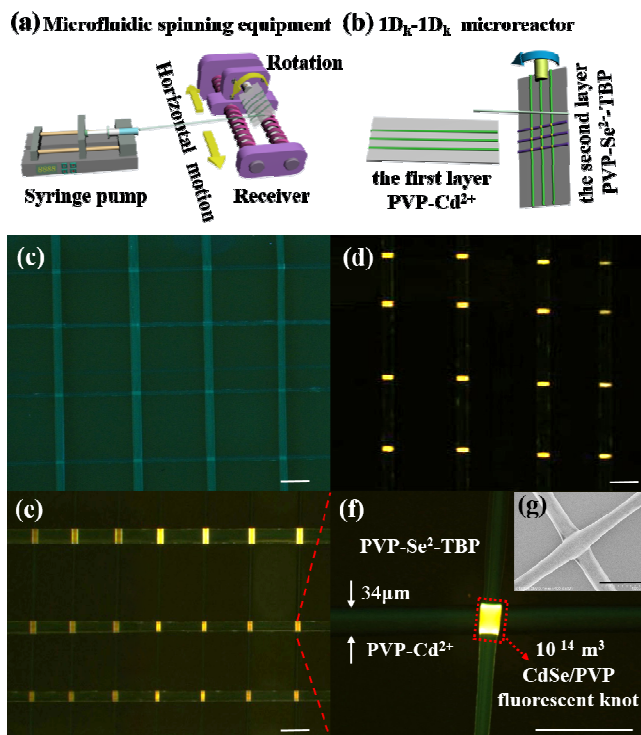 (a) Microfluidic spinning equipment
Rotation
Horizontal motion
Syringe pump
Receiver
(b) 1Dk-1Dk microreactor
the first layer
PVP-Cd2+
the second layer
PVP-Se2-TBP
(c)
(d)
(e)
(f)
PVP-Se2-TBP
34μm
PVP-Cd2+
10 14 m3
CdSe/PVP
fluorescent knot
(g)